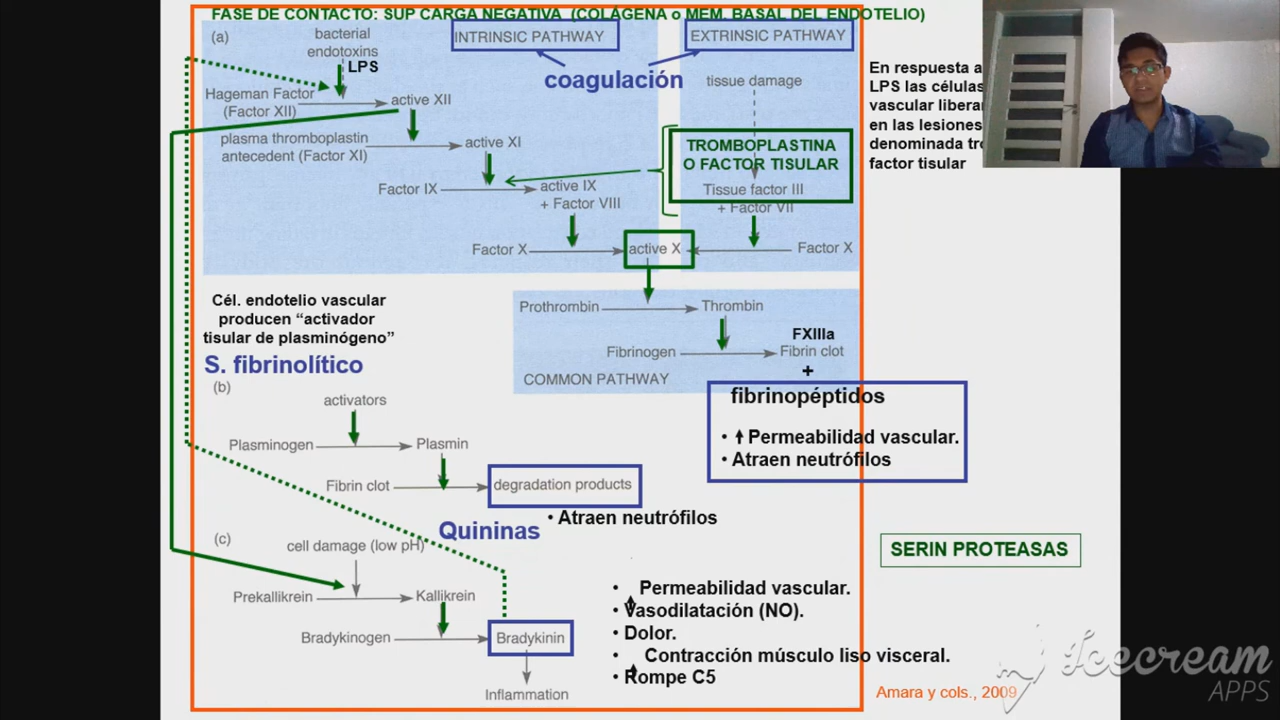 FASE DE CONTACTO: SUP CARGA NEGATIVA (COLÁGENA o MEM. BASAL DEL ENDOTELIO)
(a)
bacterial
endotoxins
LPS
INTRINSIC PATHWAY
EXTRINSIC PATHWAY
coagulación
tissue damage
Hageman Factor
(Factor XII)
active XII
plasma thromboplastin
antecedent (Factor XI)
active XI
TROMBOPLASTINA
O FACTOR TISULAR
Factor IX
active IX
+ Factor VIII
Tissue factor III
+ Factor VII
Factor X
active X
Factor X
En respuesta a
LPS las células
vascular
en las lesiones
denominada
factor tisular
Cél. endotelio vascular
producen “activador
tisular de plasminógeno”
Prothrombin
Thrombin
FXIIIa
Fibrinogen
Fibrin clot
+
COMMON PATHWAY
fibrinopéptidos
• Permeabilidad vascular.
• Atraen neutrófilos
S. fibrinolítico
(b)
activators
Plasminogen
Plasmin
Fibrin clot
degradation products
• Atraen neutrófilos
Quininas
(c)
cell damage (low pH)
Prekallikrein
Kallikrein
Bradykinogen
Bradykinin
Inflammation
• Permeabilidad vascular.
• Vasodilatación (NO).
• Dolor.
• Contracción músculo liso visceral.
• Rompe C5
SERIN PROTEASAS
Amara y cols., 2009
Icecream
APPS